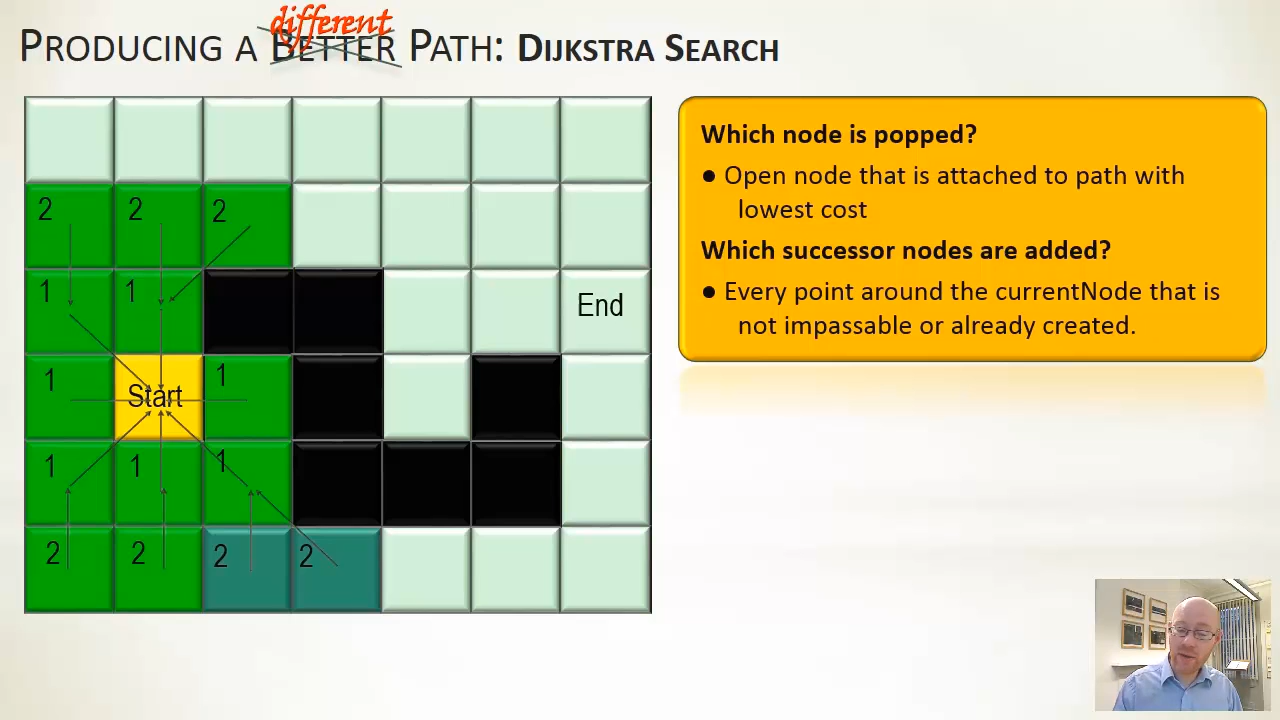 different
PRODUCING A BETTER PATH: DIJKSTRA SEARCH
Which node is popped?
● Open node that is attached to path with
lowest cost
Which successor nodes are added?
● Every point around the currentNode that is
not impassable or already created.
2 2 2
1 1 End
1 Start 1
1 1 1
2 2 2 2